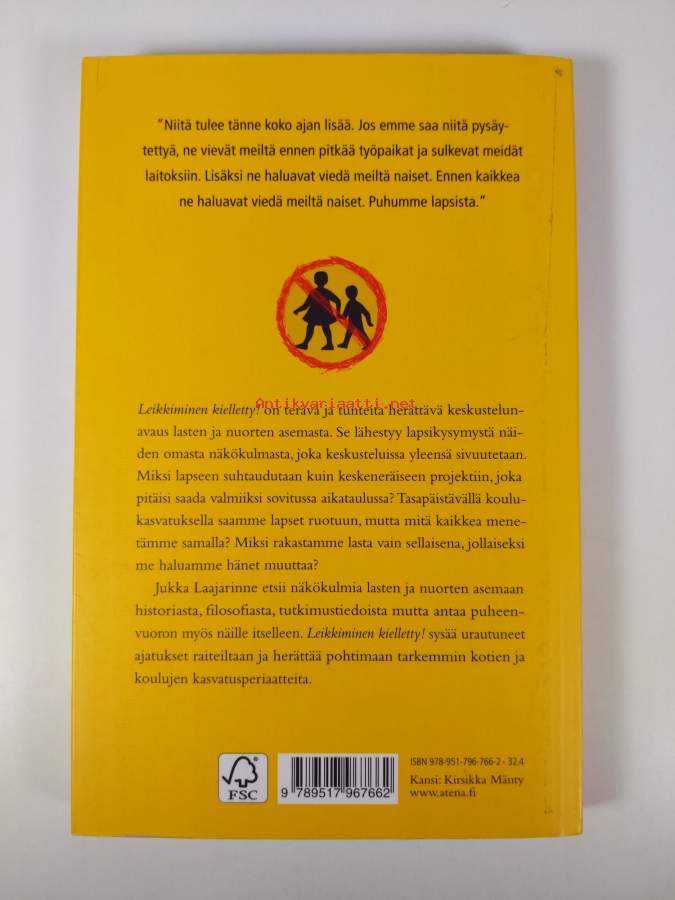 "Niitä tulee tänne koko ajan lisää. Jos emme saa niitä pysäy-
tettyä, ne vievät meiltä ennen pitkää työpaikat ja sulkevat meidät
laitoksiin. Lisäksi ne haluavat viedä meiltä naiset. Ennen kaikkea
ne haluavat viedä meiltä naiset. Puhumme lapsista."
Antikvariaatti.net
Leikkiminen kielletty! on terävä ja tunteita herättävä keskustelun-
avaus lasten ja nuorten asemasta. Se lähestyy lapsikysymystä näi-
den omasta näkökulmasta, joka keskusteluissa yleensä sivuutetaan.
Miksi lapseen suhtaudutaan kuin keskeneräiseen projektiin, joka
pitäisi saada valmiiksi sovitussa aikataulussa? Tasapäistävällä koulu-
kasvatuksella saamme lapset ruotuun, mutta mitä kaikkea mene-
tämme samalla? Miksi rakastamme lasta vain sellaisena, jollaiseksi
me haluamme hänet muuttaa?
Jukka Laajarinne etsii näkökulmia lasten ja nuorten asemaan
historiasta, filosofiasta, tutkimustiedoista mutta antaa puheen-
vuoron myös näille itselleen. Leikkiminen kielletty! sysää urautuneet
ajatukset raiteiltaan ja herättää pohtimaan tarkemmin kotien ja
koulujen kasvatusperiaatteita.
FSC
9 789517 967662
ISBN 978-951-796-766-2 - 32.4
Kansi: Kirsikka Mänty
www.atena.fi